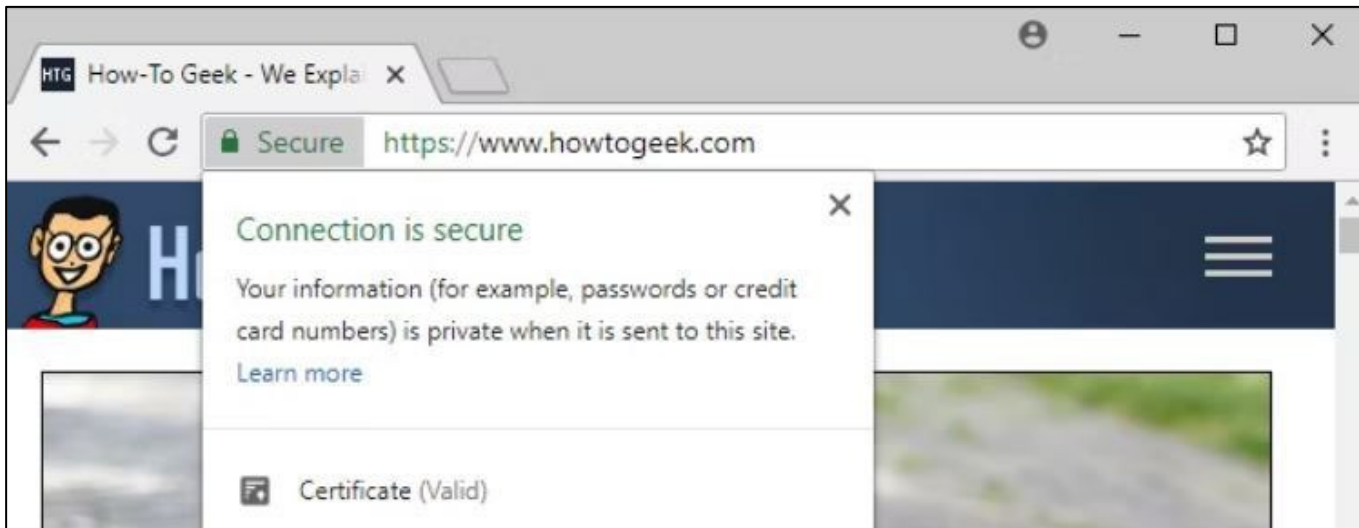 HTG How-To Geek - We Expla
Secure https://www.howtogeek.com
H
Connection is secure
Your information (for example, passwords or credit
card numbers) is private when it is sent to this site.
Learn more
Certificate (Valid)